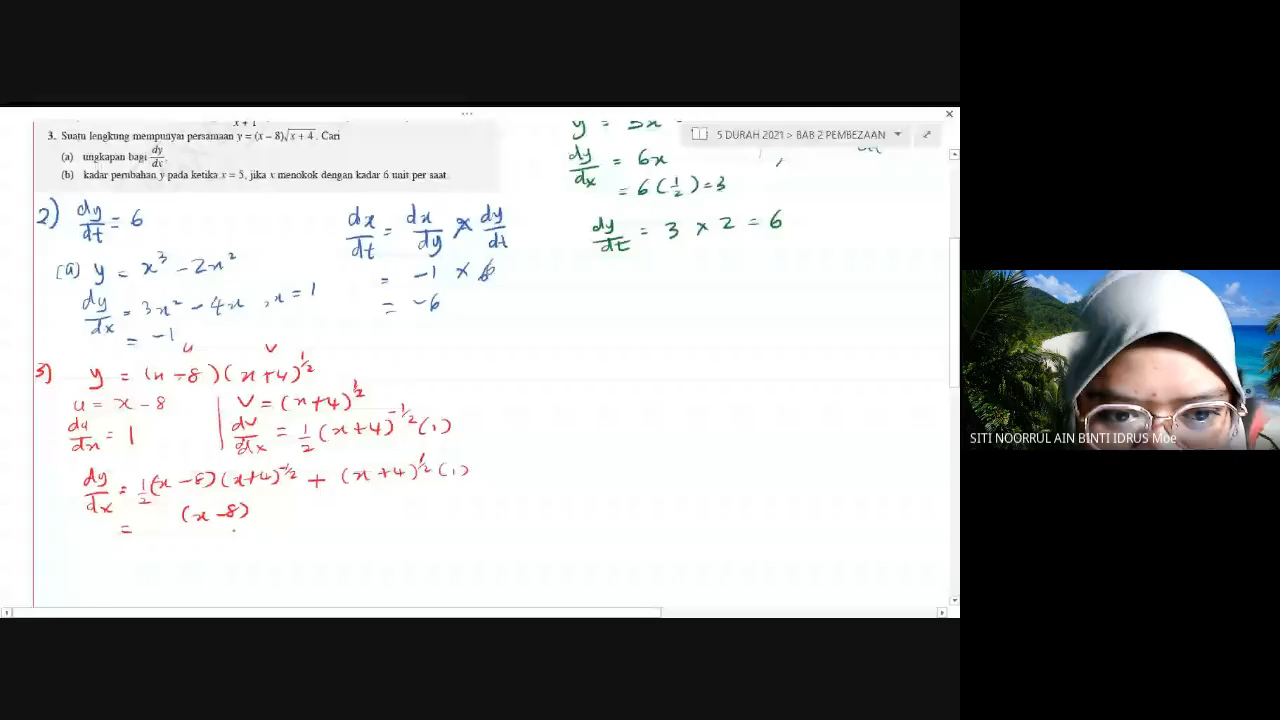 x + 1
3. Suatu lengkung mempunyai persamaan y = (x – 8)√(x + 4). Cari
(a) ungkapan bagi dy/dx,
(b) kadar perubahan y pada ketika x = 5, jika x menokok dengan kadar 6 unit per saat.
2) dy/dt = 6
(a) y = x³ – 2x²
dy/dx = 3x² – 4x , x = 1
= –1
dx/dt = dx/dy × dy/dt
= –1 × 6
= –6
3) y = (x – 8)(x + 4)^½
u v
u = x – 8
du/dx = 1
v = (x + 4)^½
dv/dx = ½(x + 4)^–½ (1)
dy/dx = ½(x – 8)(x + 4)^–½ + (x + 4)^½ (1)
= (x – 8)
5 DURAH 2021 > BAB 2 PEMBEZAAN
dy/dx = 6x
= 6(½) = 3
dy/dt = 3 × 2 = 6
SITI NOORRUL AIN BINTI IDRUS Moe